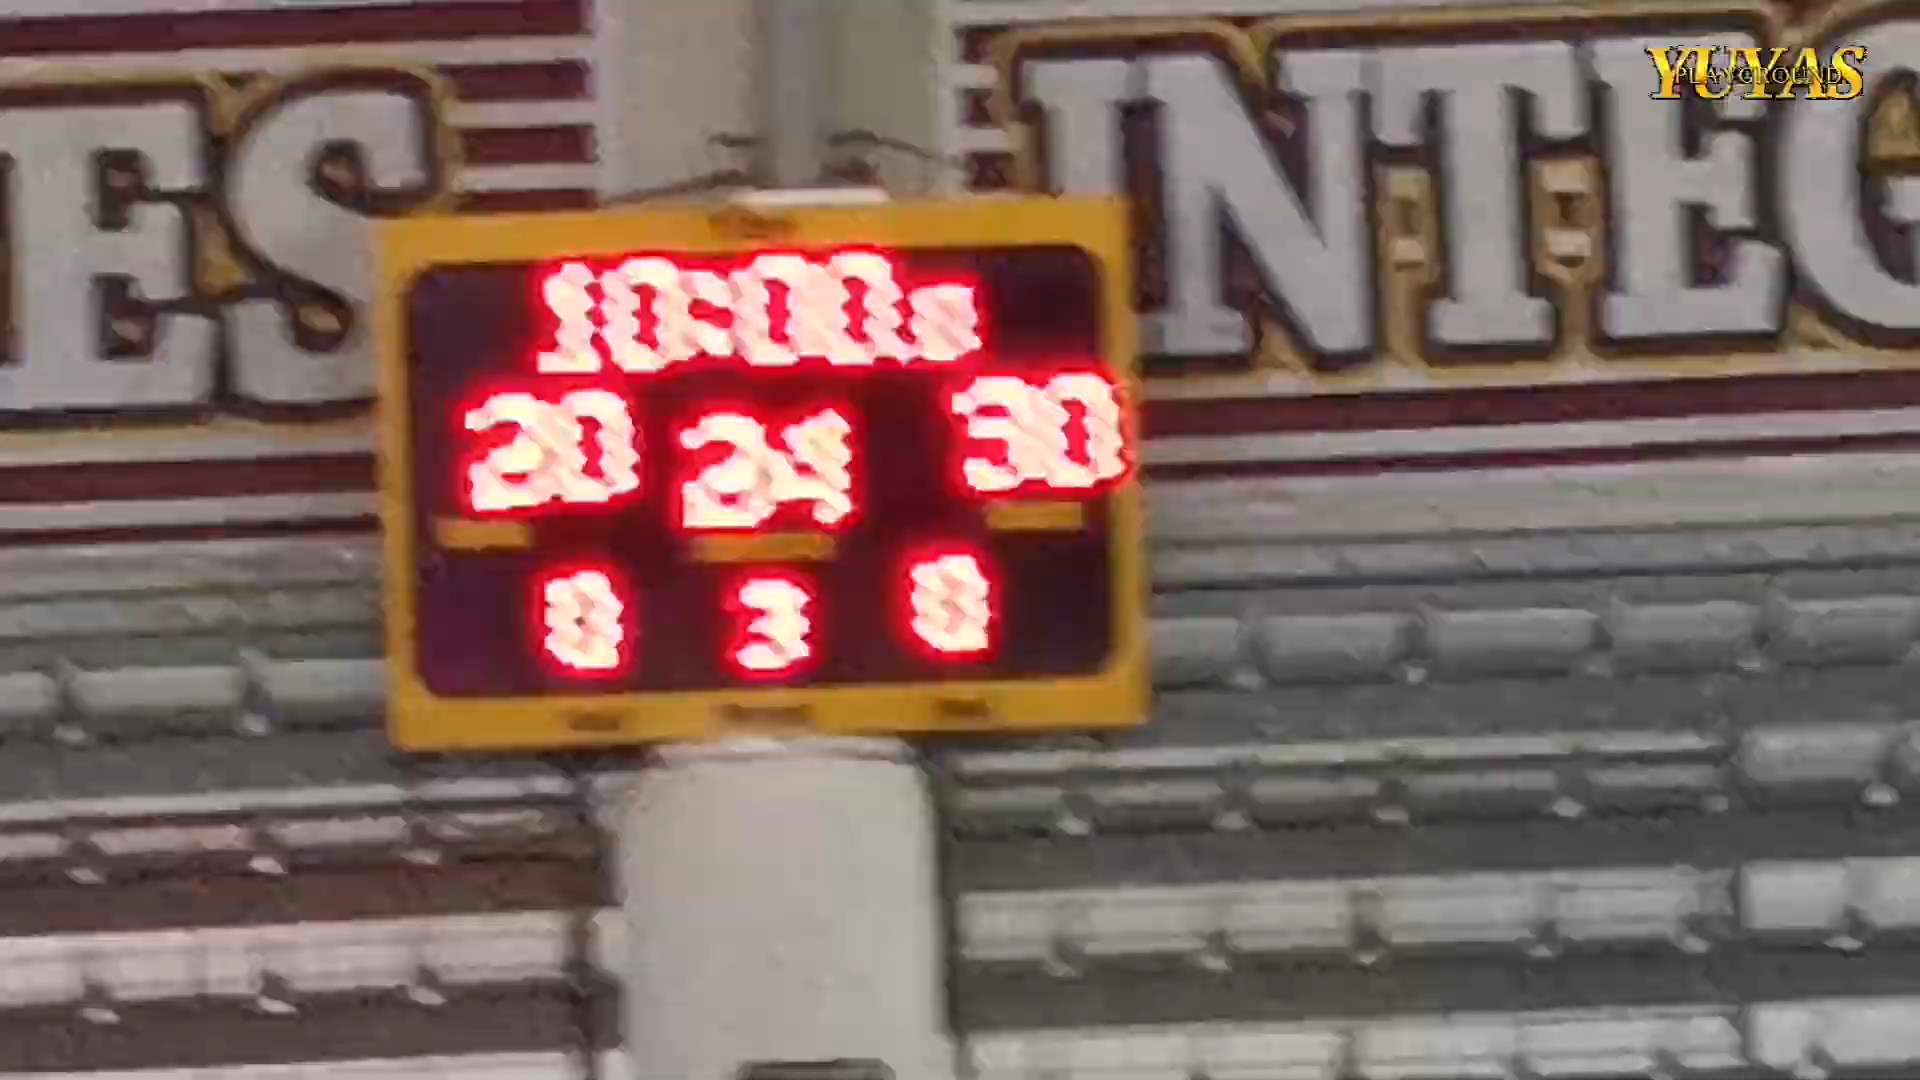 ES INTEG
YUYAS
PLAYGROUND
10:00
20 24 30
0 3 0